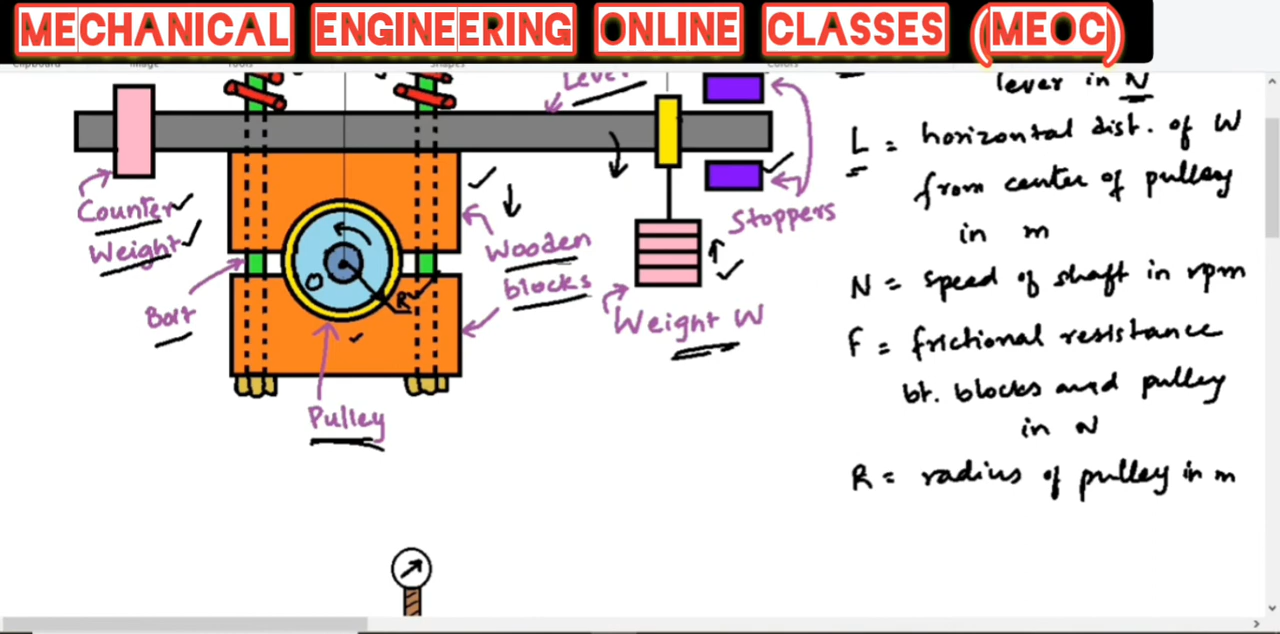 MECHANICAL ENGINEERING ONLINE CLASSES (MEOC)
Lever
Counter
Weight
Bolt
Pulley
R
Wooden
blocks
Weight W
Stoppers
lever in N
L = horizontal dist. of W
from center of pulley
in m
N = speed of shaft in rpm
F = frictional resistance
bt. blocks and pulley
in N
R = radius of pulley in m